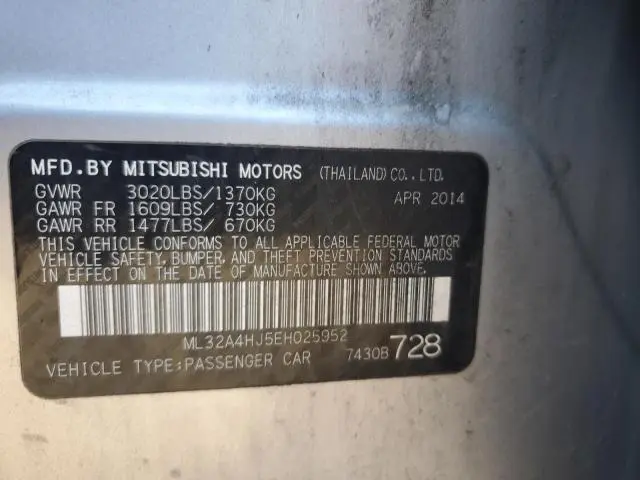 MFD.BY MITSUBISHI MOTORS (THAILAND)CO.,LTD.
GVWR 3020LBS/1370KG APR 2014
GAWR FR 1609LBS/ 730KG
GAWR RR 1477LBS/ 670KG
THIS VEHICLE CONFORMS TO ALL APPLICABLE FEDERAL MOTOR
VEHICLE SAFETY, BUMPER, AND THEFT PREVENTION STANDARDS
IN EFFECT ON THE DATE OF MANUFACTURE SHOWN ABOVE.
ML32A4HJ5EH025952
VEHICLE TYPE:PASSENGER CAR 7430B 728